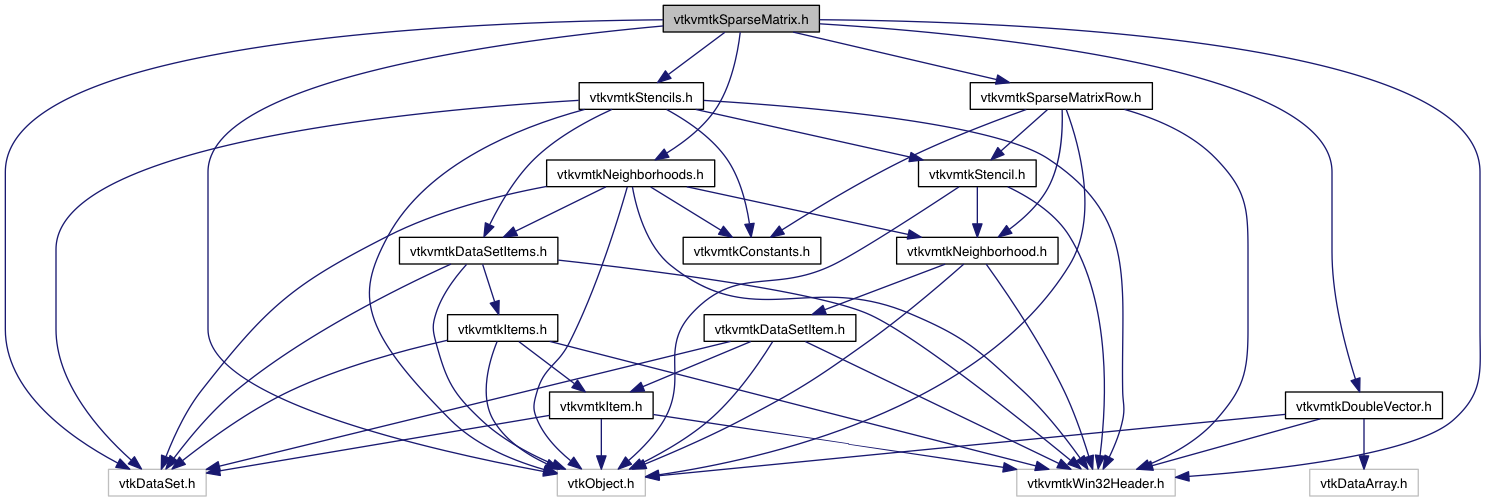 vtkvmtkSparseMatrix.h
vtkvmtkStencils.h
vtkvmtkSparseMatrixRow.h
vtkvmtkNeighborhoods.h
vtkvmtkStencil.h
vtkvmtkDataSetItems.h
vtkvmtkConstants.h
vtkvmtkNeighborhood.h
vtkvmtkItems.h
vtkvmtkDataSetItem.h
vtkvmtkItem.h
vtkvmtkDoubleVector.h
vtkDataSet.h
vtkObject.h
vtkvmtkWin32Header.h
vtkDataArray.h